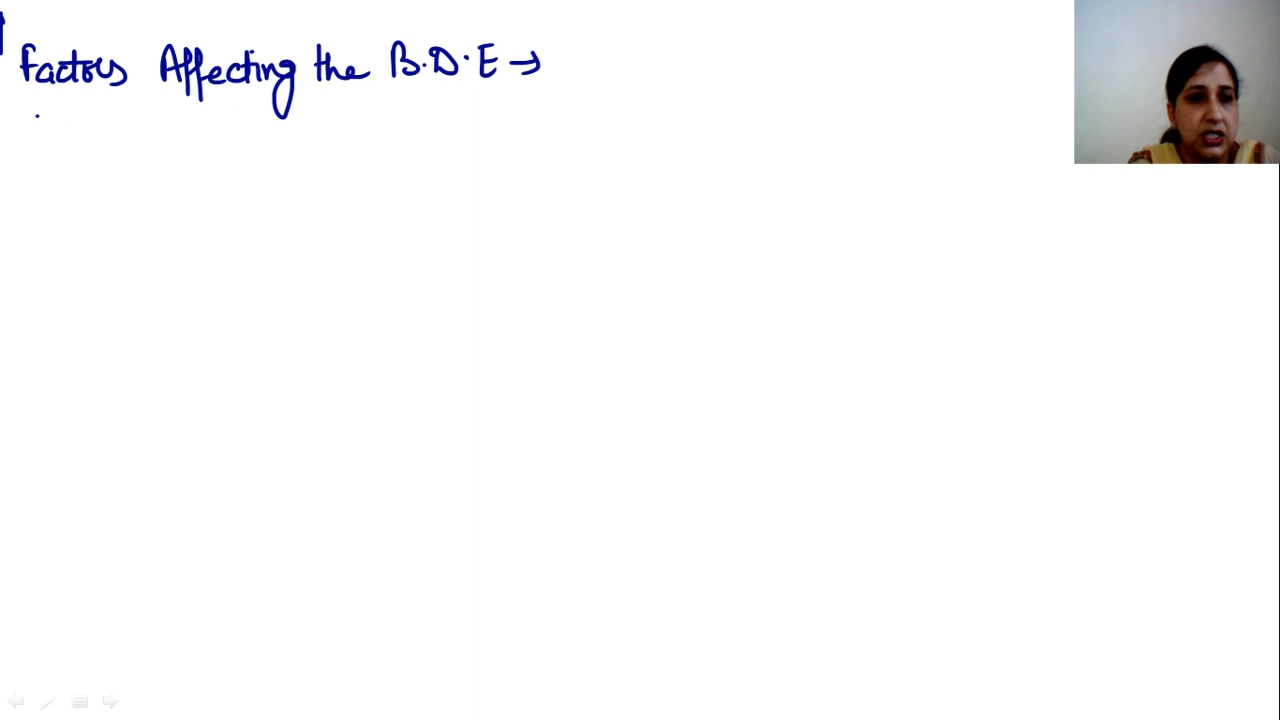 Factors Affecting the B.D.E →